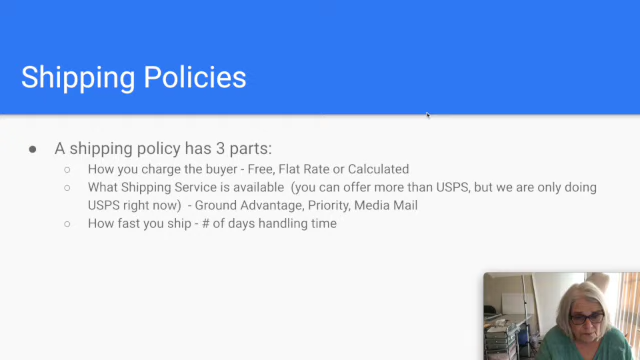 Shipping Policies
● A shipping policy has 3 parts:
○ How you charge the buyer - Free, Flat Rate or Calculated
○ What Shipping Service is available (you can offer more than USPS, but we are only doing
USPS right now) - Ground Advantage, Priority, Media Mail
○ How fast you ship - # of days handling time